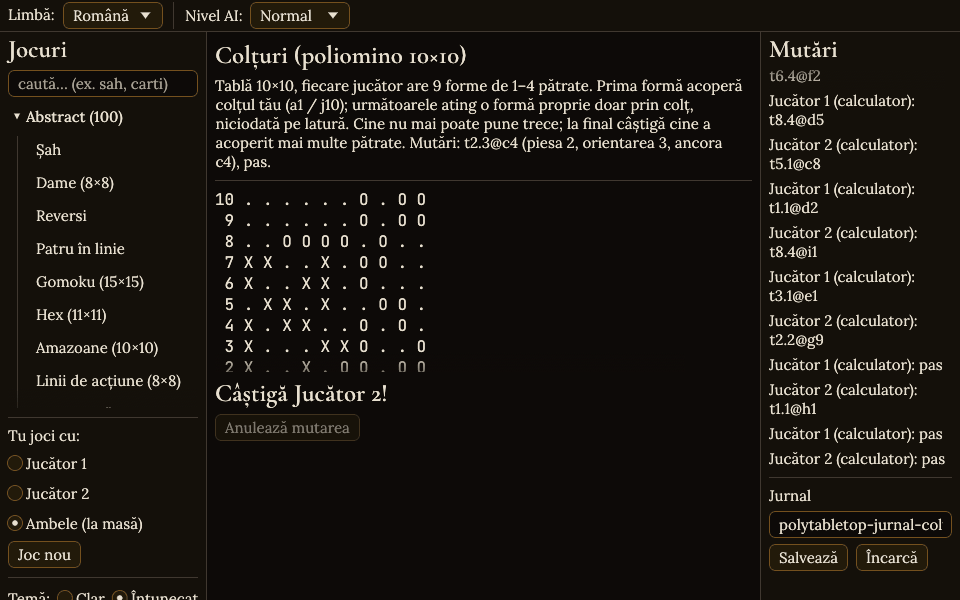 Limbă: Română Nivel AI: Normal
Jocuri
caută... (ex. sah, carti)
Abstract (100)
Șah
Dame (8×8)
Reversi
Patru în linie
Gomoku (15×15)
Hex (11×11)
Amazoane (10×10)
Linii de acțiune (8×8)
Tu joci cu:
Jucător 1
Jucător 2
Ambele (la masă)
Joc nou
Temă: Clar Întunecat
Colțuri (poliomino 10×10)
Tablă 10×10, fiecare jucător are 9 forme de 1–4 pătrate. Prima formă acoperă
colțul tău (a1 / j10); următoarele ating o formă proprie doar prin colț,
niciodată pe latură. Cine nu mai poate pune trece; la final câștigă cine a
acoperit mai multe pătrate. Mutări: t2.3@c4 (piesa 2, orientarea 3, ancora
c4), pas.
10 . . . . . . O . O O
9 . . . . . . O . O O
8 . . O O O O . O . .
7 X X . . X . O O . .
6 X . . X X . O . . .
5 . X X . X . . O O .
4 X . X X . . O . O .
3 X . . . X X O . . O
2 X . . X . O O . O O
Câștigă Jucător 2!
Anulează mutarea
Mutări
t6.4@f2
Jucător 1 (calculator):
t8.4@d5
Jucător 2 (calculator):
t5.1@c8
Jucător 1 (calculator):
t1.1@d2
Jucător 2 (calculator):
t8.4@i1
Jucător 1 (calculator):
t3.1@e1
Jucător 2 (calculator):
t2.2@g9
Jucător 1 (calculator): pas
Jucător 2 (calculator):
t1.1@h1
Jucător 1 (calculator): pas
Jucător 2 (calculator): pas
Jurnal
polytabletop-jurnal-col
Salvează Încarcă